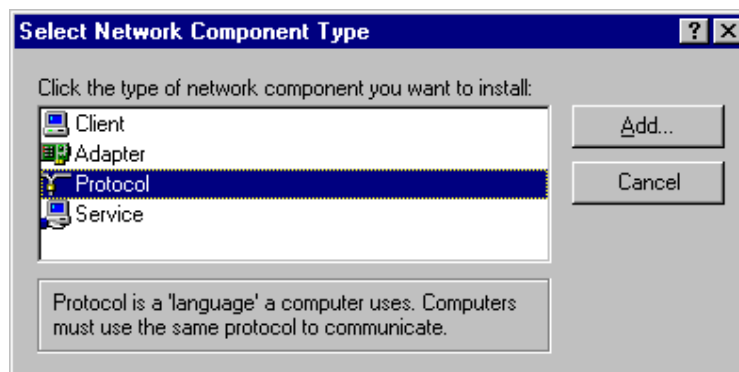 Select Network Component Type
Click the type of network component you want to install:
Client
Adapter
Protocol
Service
Add...
Cancel
Protocol is a 'language' a computer uses. Computers
must use the same protocol to communicate.